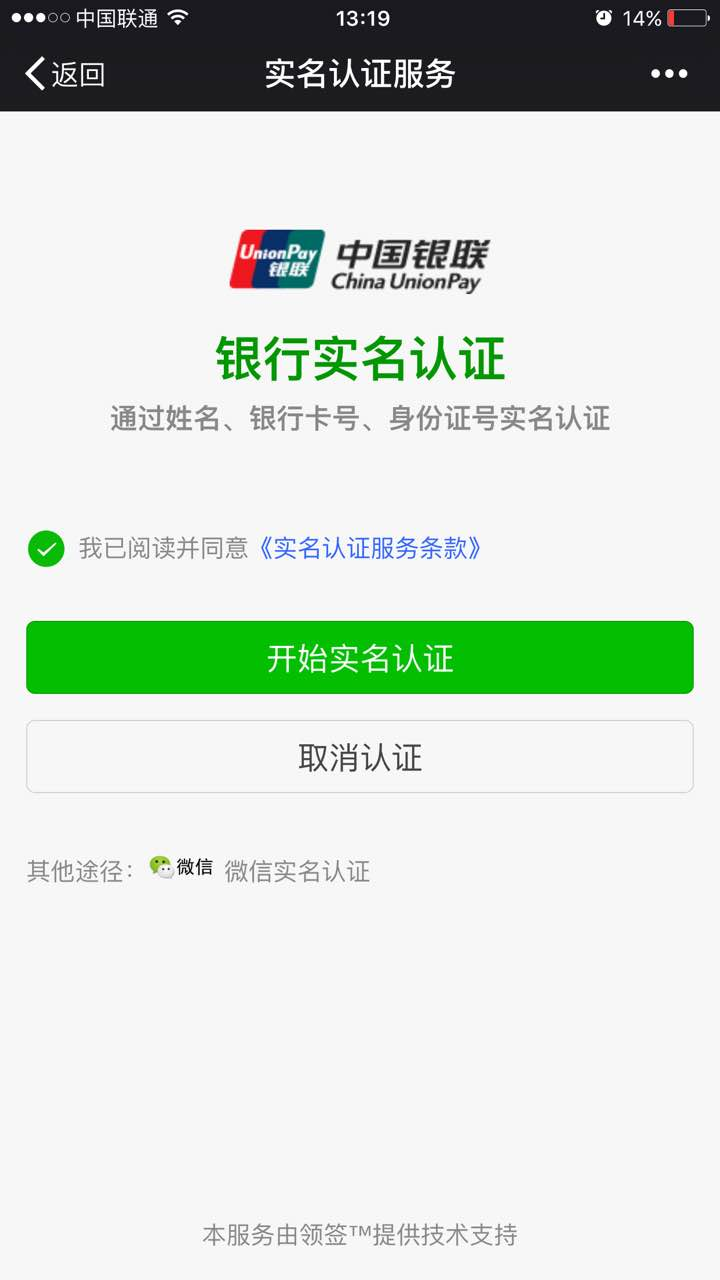 中国联通 13:19 14%
返回 实名认证服务
UnionPay 银联 中国银联
China UnionPay
银行实名认证
通过姓名、银行卡号、身份证号实名认证
我已阅读并同意《实名认证服务条款》
开始实名认证
取消认证
其他途径： 微信 微信实名认证
本服务由领签™提供技术支持